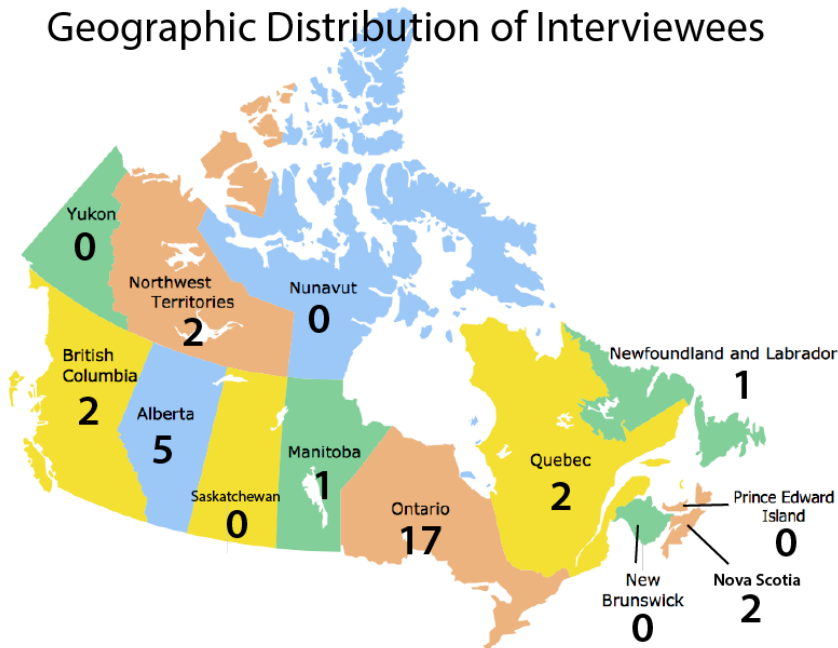 Geographic Distribution of Interviewees
Yukon
0
Northwest
Territories
2
Nunavut
0
British
Columbia
2
Alberta
5
Saskatchewan
0
Manitoba
1
Ontario
17
Quebec
2
Newfoundland and Labrador
1
Prince Edward
Island
0
New
Brunswick
0
Nova Scotia
2